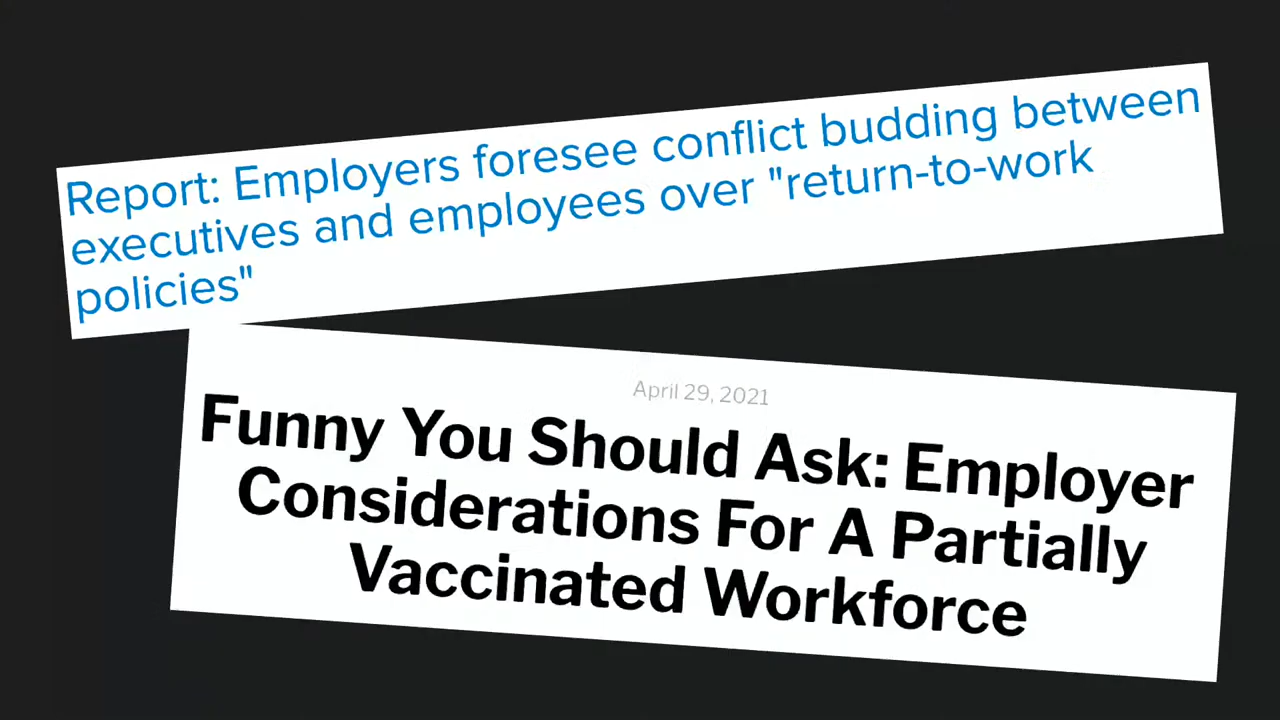 Report: Employers foresee conflict budding between
executives and employees over "return-to-work
policies"
April 29, 2021
Funny You Should Ask: Employer
Considerations For A Partially
Vaccinated Workforce